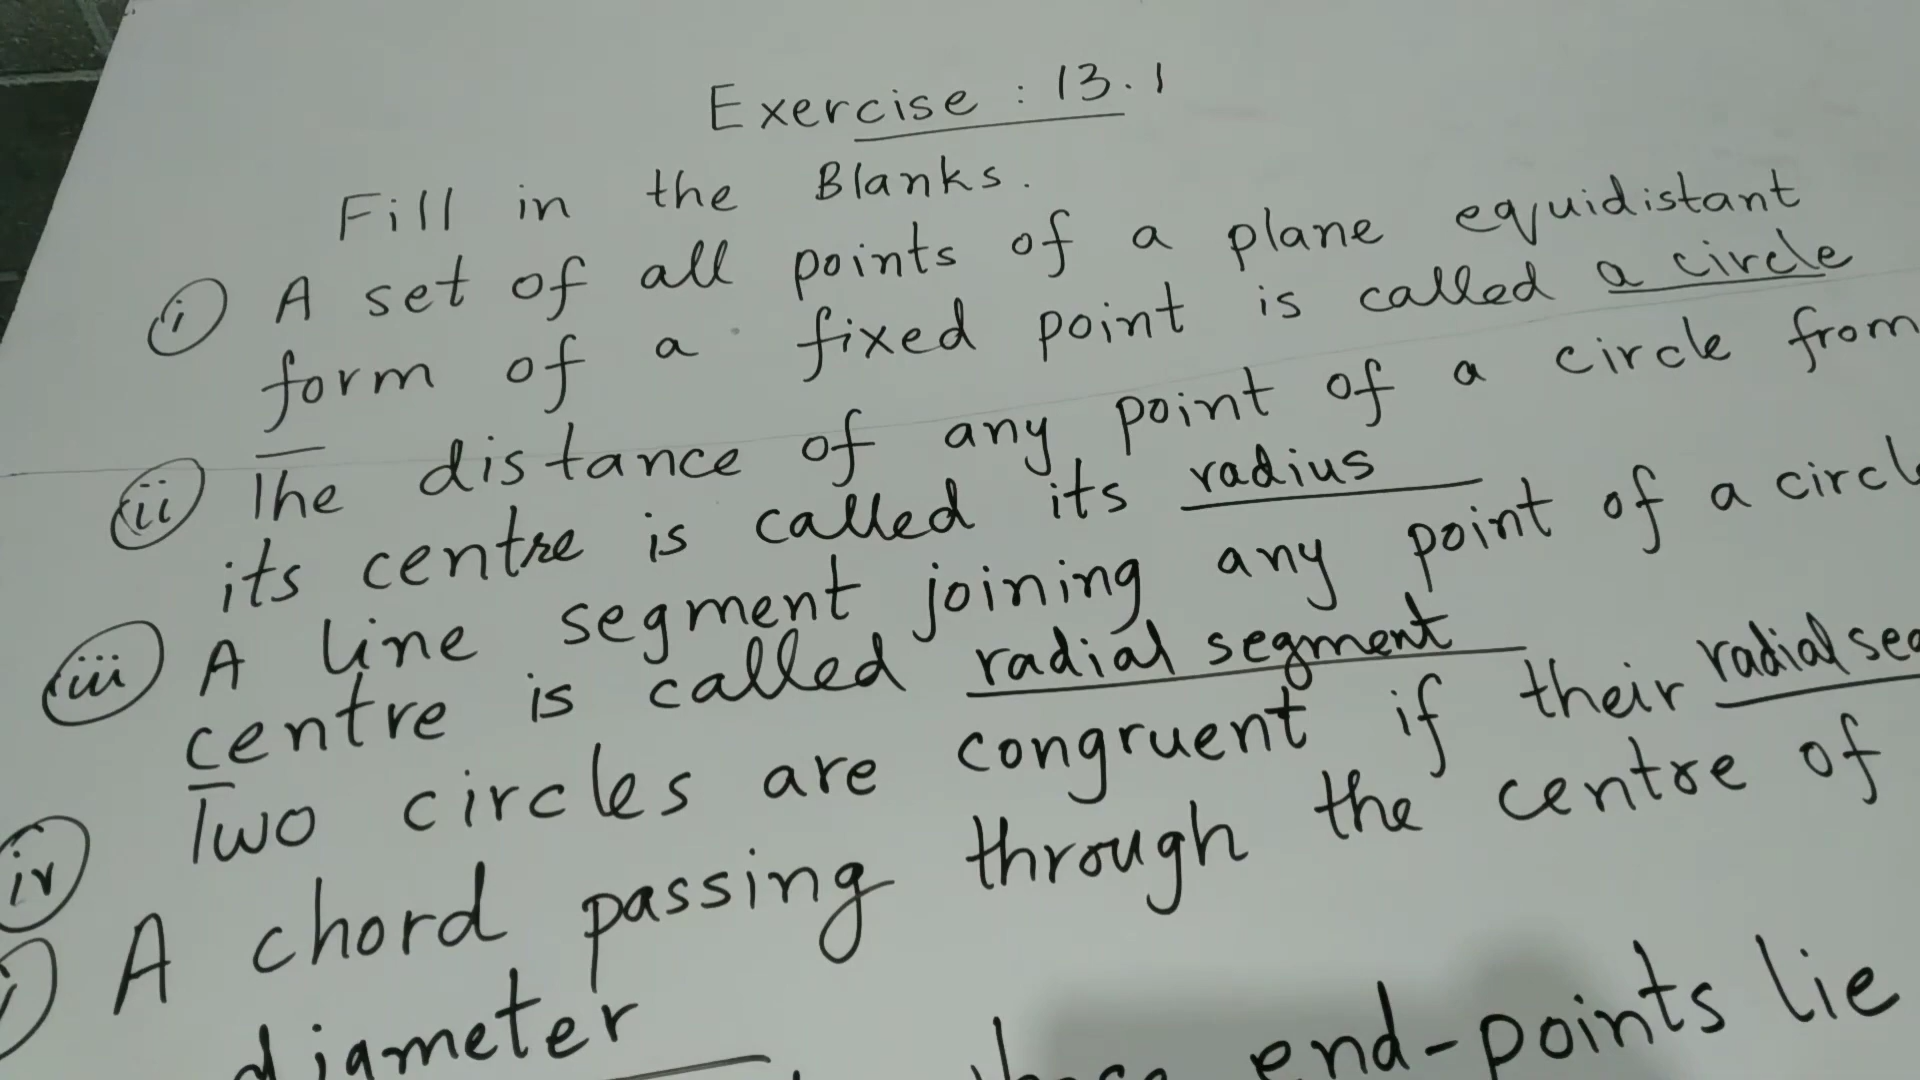 Exercise : 13.1
Fill in the Blanks.
(i) A set of all points of a plane equidistant
form of a fixed point is called a circle
(ii) The distance of any point of a circle from
its centre is called its radius
(iii) A line segment joining any point of a circle
centre is called radial segment
(iv) Two circles are congruent if their radial
A chord passing through the centre of
diameter
end-points lie